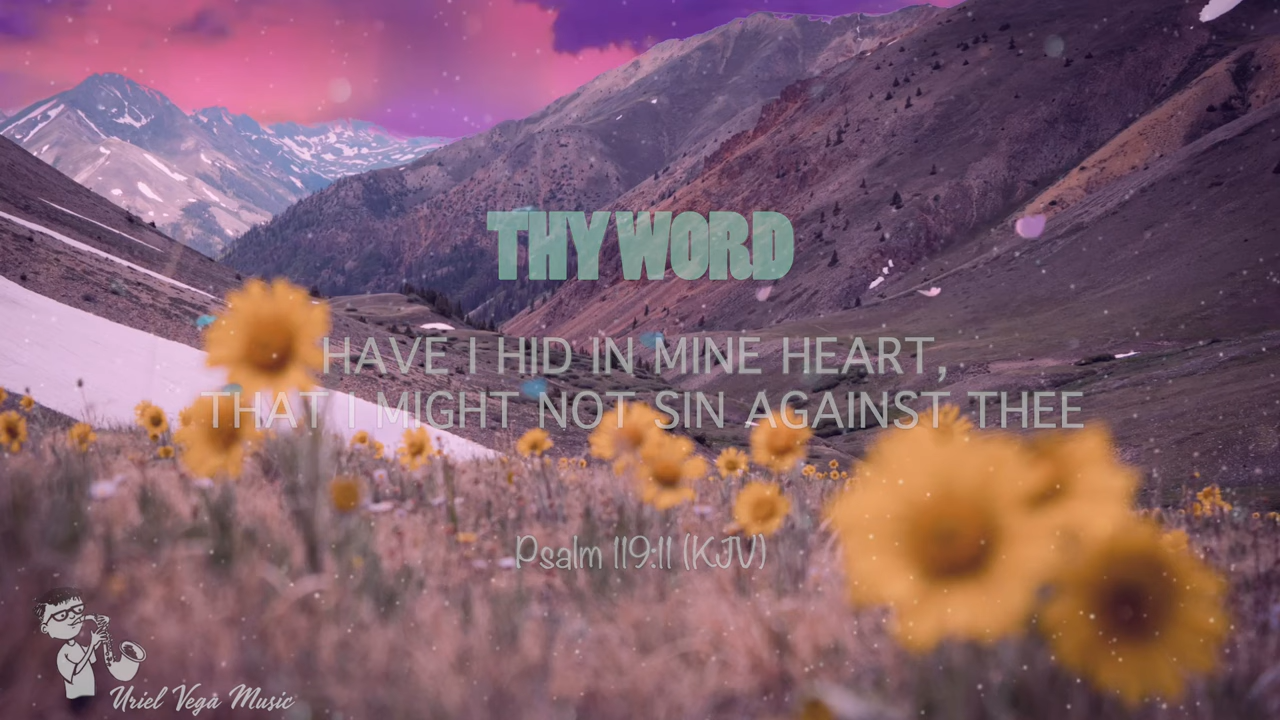 THY WORD
HAVE I HID IN MINE HEART,
THAT I MIGHT NOT SIN AGAINST THEE
Psalm 119:11 (KJV)
Uriel Vega Music